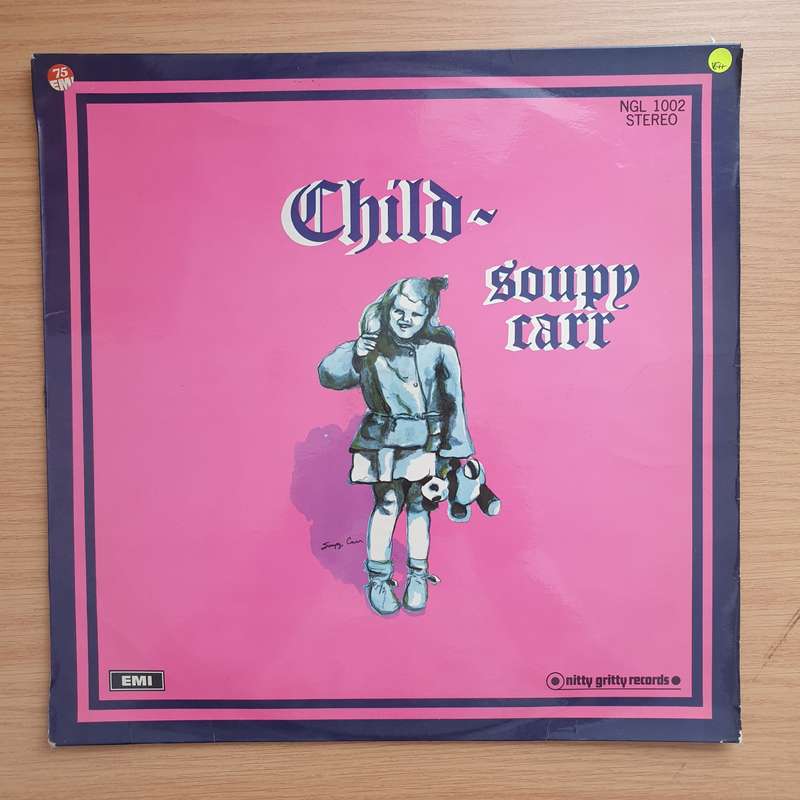 75
EMI
NGL 1002
STEREO
Child~
soupy
carr
Soupy Carr
EMI
nitty gritty records